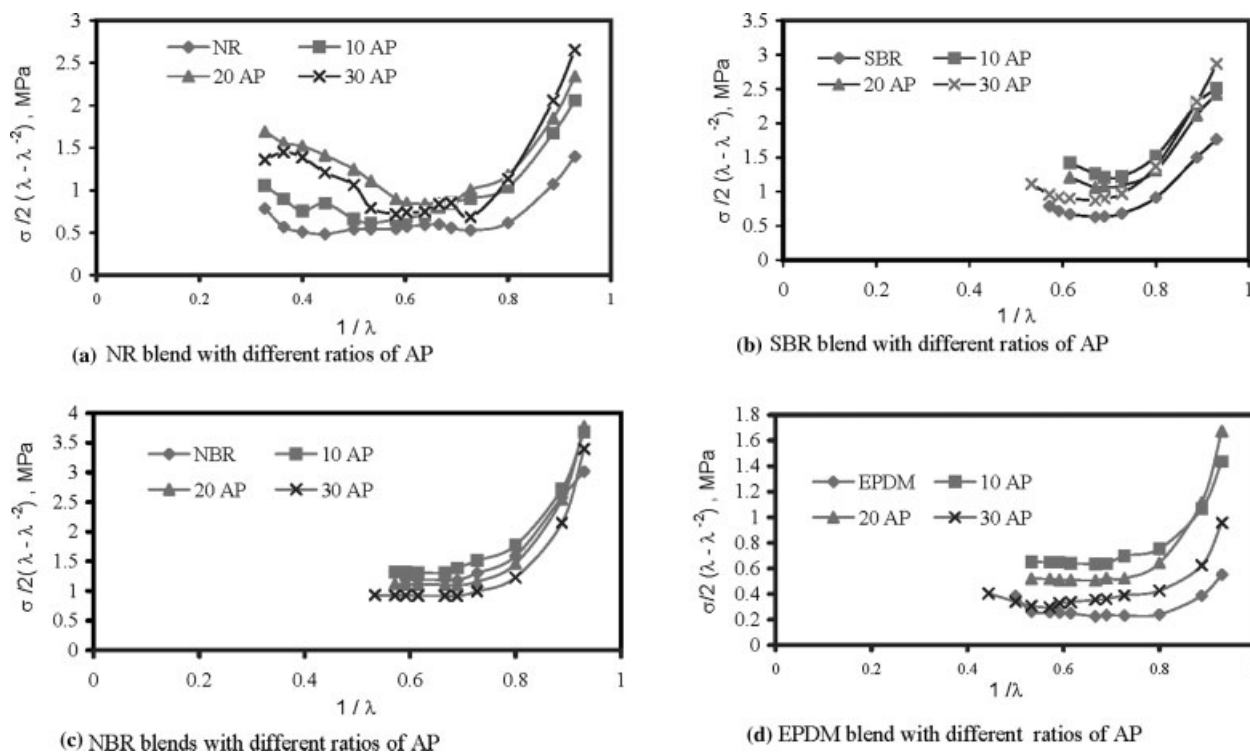 3
2.5
2
1.5
1
0.5
0
σ/2 (λ - λ⁻²) , MPa
NR
10 AP
20 AP
30 AP
0 0.2 0.4 0.6 0.8 1
1 / λ
(a) NR blend with different ratios of AP
3.5
3
2.5
2
1.5
1
0.5
0
σ/2 (λ - λ⁻²), MPa
SBR
10 AP
20 AP
30 AP
0 0.2 0.4 0.6 0.8 1
1 / λ
(b) SBR blend with different ratios of AP
4
3.5
3
2.5
2
1.5
1
0.5
0
σ /2( λ - λ⁻²) , MPa
NBR
10 AP
20 AP
30 AP
0 0.2 0.4 0.6 0.8 1
1 / λ
(c) NBR blends with different ratios of AP
1.8
1.6
1.4
1.2
1
0.8
0.6
0.4
0.2
0
σ/2 (λ - λ⁻²) , MPa
EPDM
10 AP
20 AP
30 AP
0 0.2 0.4 0.6 0.8 1
1 /λ
(d) EPDM blend with different ratios of AP